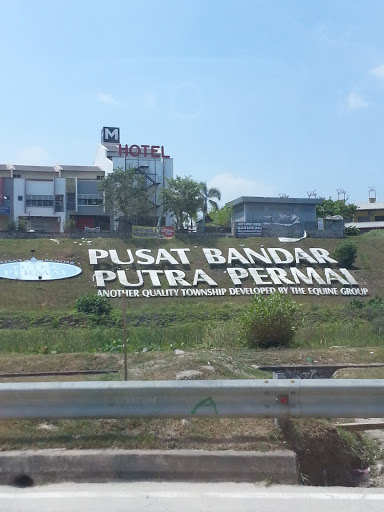 M
HOTEL
PUSAT BANDAR
PUTRA PERMAI
ANOTHER QUALITY TOWNSHIP DEVELOPED BY THE EQUINE GROUP